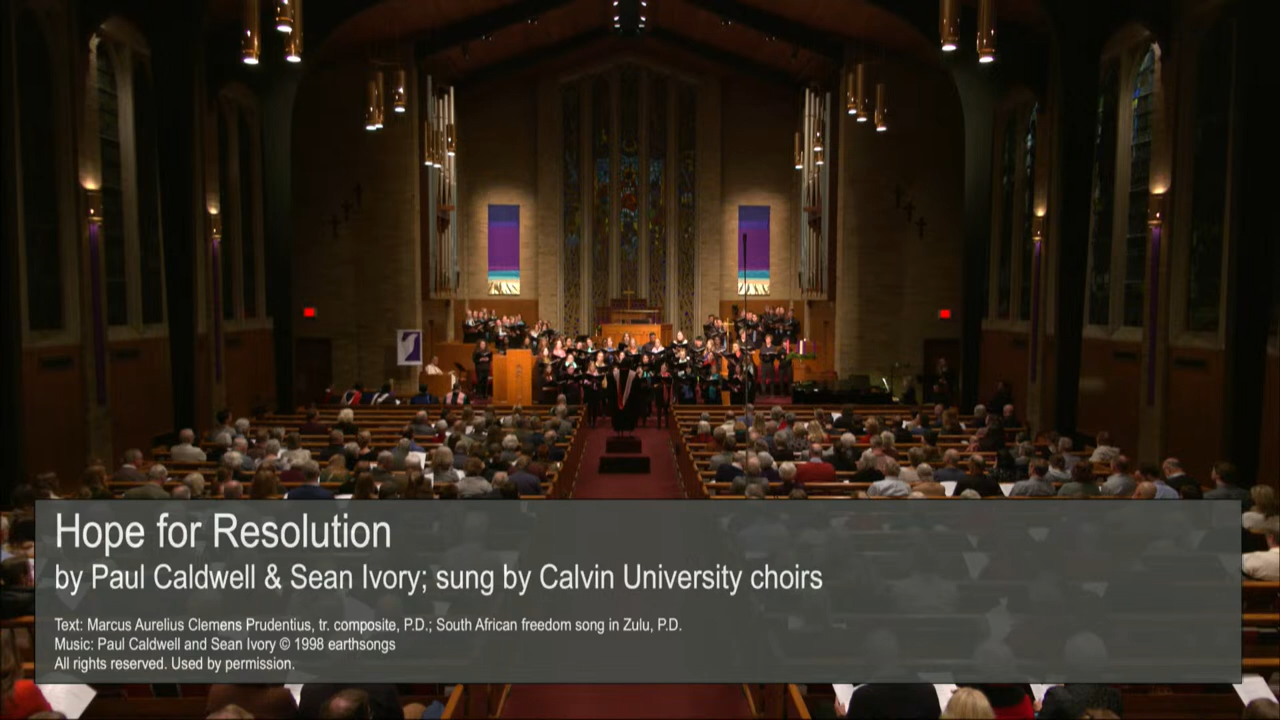 Hope for Resolution
by Paul Caldwell & Sean Ivory; sung by Calvin University choirs
Text: Marcus Aurelius Clemens Prudentius, tr. composite, P.D.; South African freedom song in Zulu, P.D.
Music: Paul Caldwell and Sean Ivory © 1998 earthsongs
All rights reserved. Used by permission.